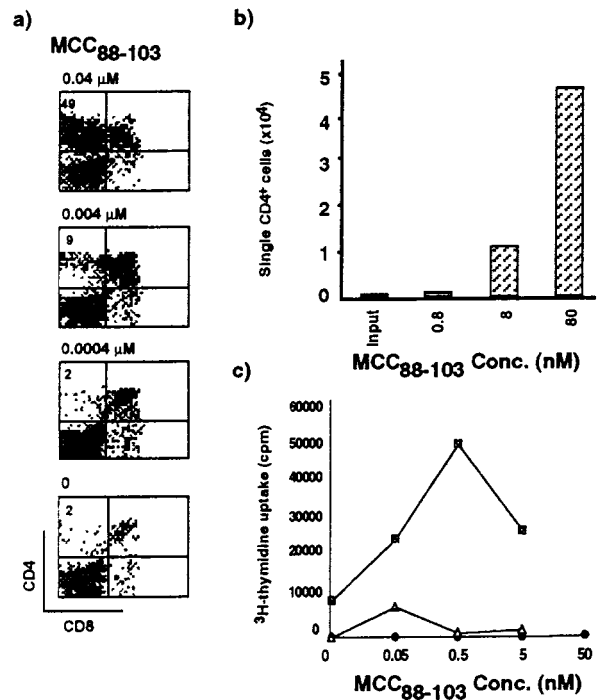 a)
MCC88-103
0.04 µM
49
0.004 µM
9
0.0004 µM
2
0
2
CD4
CD8
b)
Single CD4+ cells (x10⁴)
5
4
3
2
1
0
Input
0.8
8
80
MCC88-103 Conc. (nM)
c)
³H-thymidine uptake (cpm)
60000
50000
40000
30000
20000
10000
0
0
0.05
0.5
5
50
MCC88-103 Conc. (nM)